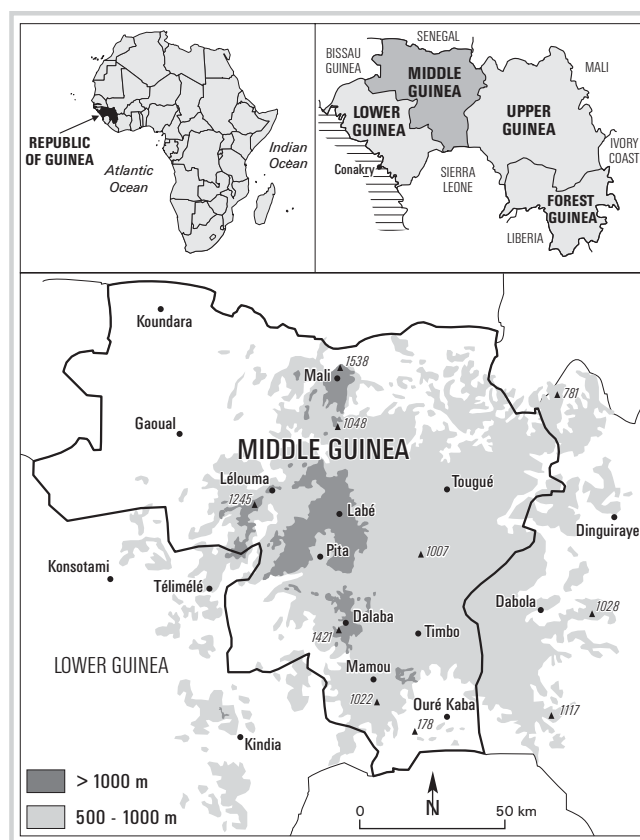 REPUBLIC
OF GUINEA
Atlantic
Ocean
Indian
Ocean
SENEGAL
BISSAU
GUINEA
MIDDLE
GUINEA
MALI
LOWER
GUINEA
UPPER
GUINEA
IVORY
COAST
Conakry
SIERRA
LEONE
FOREST
GUINEA
LIBERIA
Koundara
1538
Mali
781
Gaoual
1048
MIDDLE GUINEA
Lélouma
1245
Tougué
Labé
Dinguiraye
Pita
1007
Konsotami
Télimélé
Dabola
1028
Dalaba
1421
Timbo
LOWER GUINEA
Mamou
1022
Ouré Kaba
178
1117
Kindia
> 1000 m
500 - 1000 m
N
0 50 km